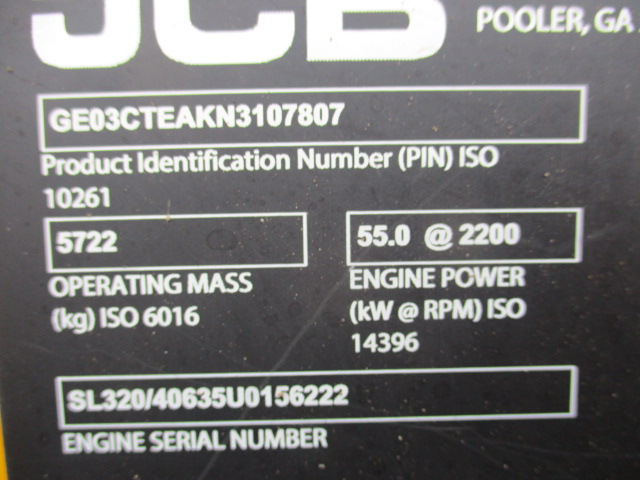 JCB
POOLER, GA
GE03CTEAKN3107807
Product Identification Number (PIN) ISO
10261
5722
55.0 @ 2200
OPERATING MASS
(kg) ISO 6016
ENGINE POWER
(kW @ RPM) ISO
14396
SL320/40635U0156222
ENGINE SERIAL NUMBER